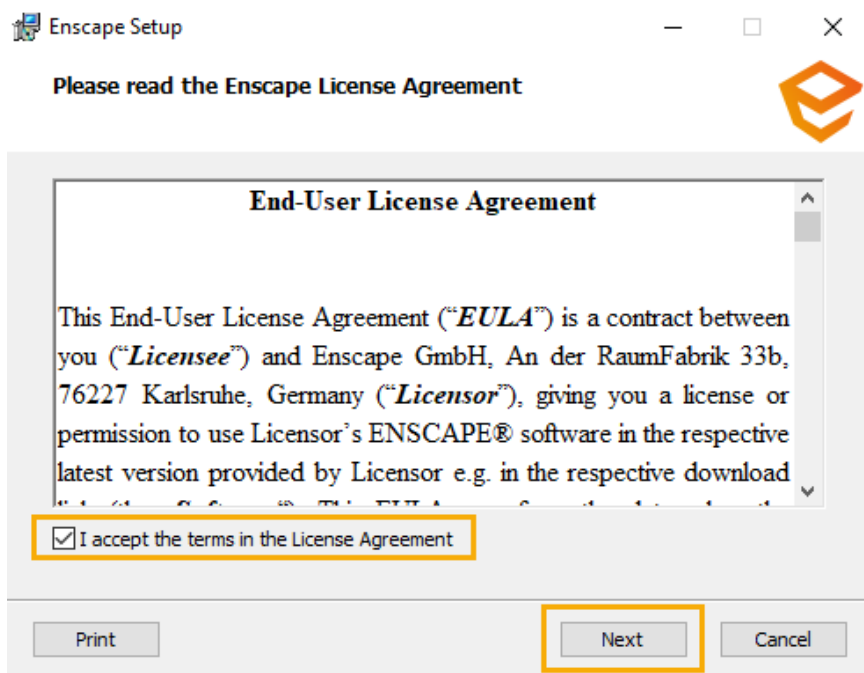 Enscape Setup
Please read the Enscape License Agreement
End-User License Agreement
This End-User License Agreement (“EULA”) is a contract between
you (“Licensee”) and Enscape GmbH, An der RaumFabrik 33b,
76227 Karlsruhe, Germany (“Licensor”), giving you a license or
permission to use Licensor’s ENSCAPE® software in the respective
latest version provided by Licensor e.g. in the respective download
I accept the terms in the License Agreement
Print
Next
Cancel